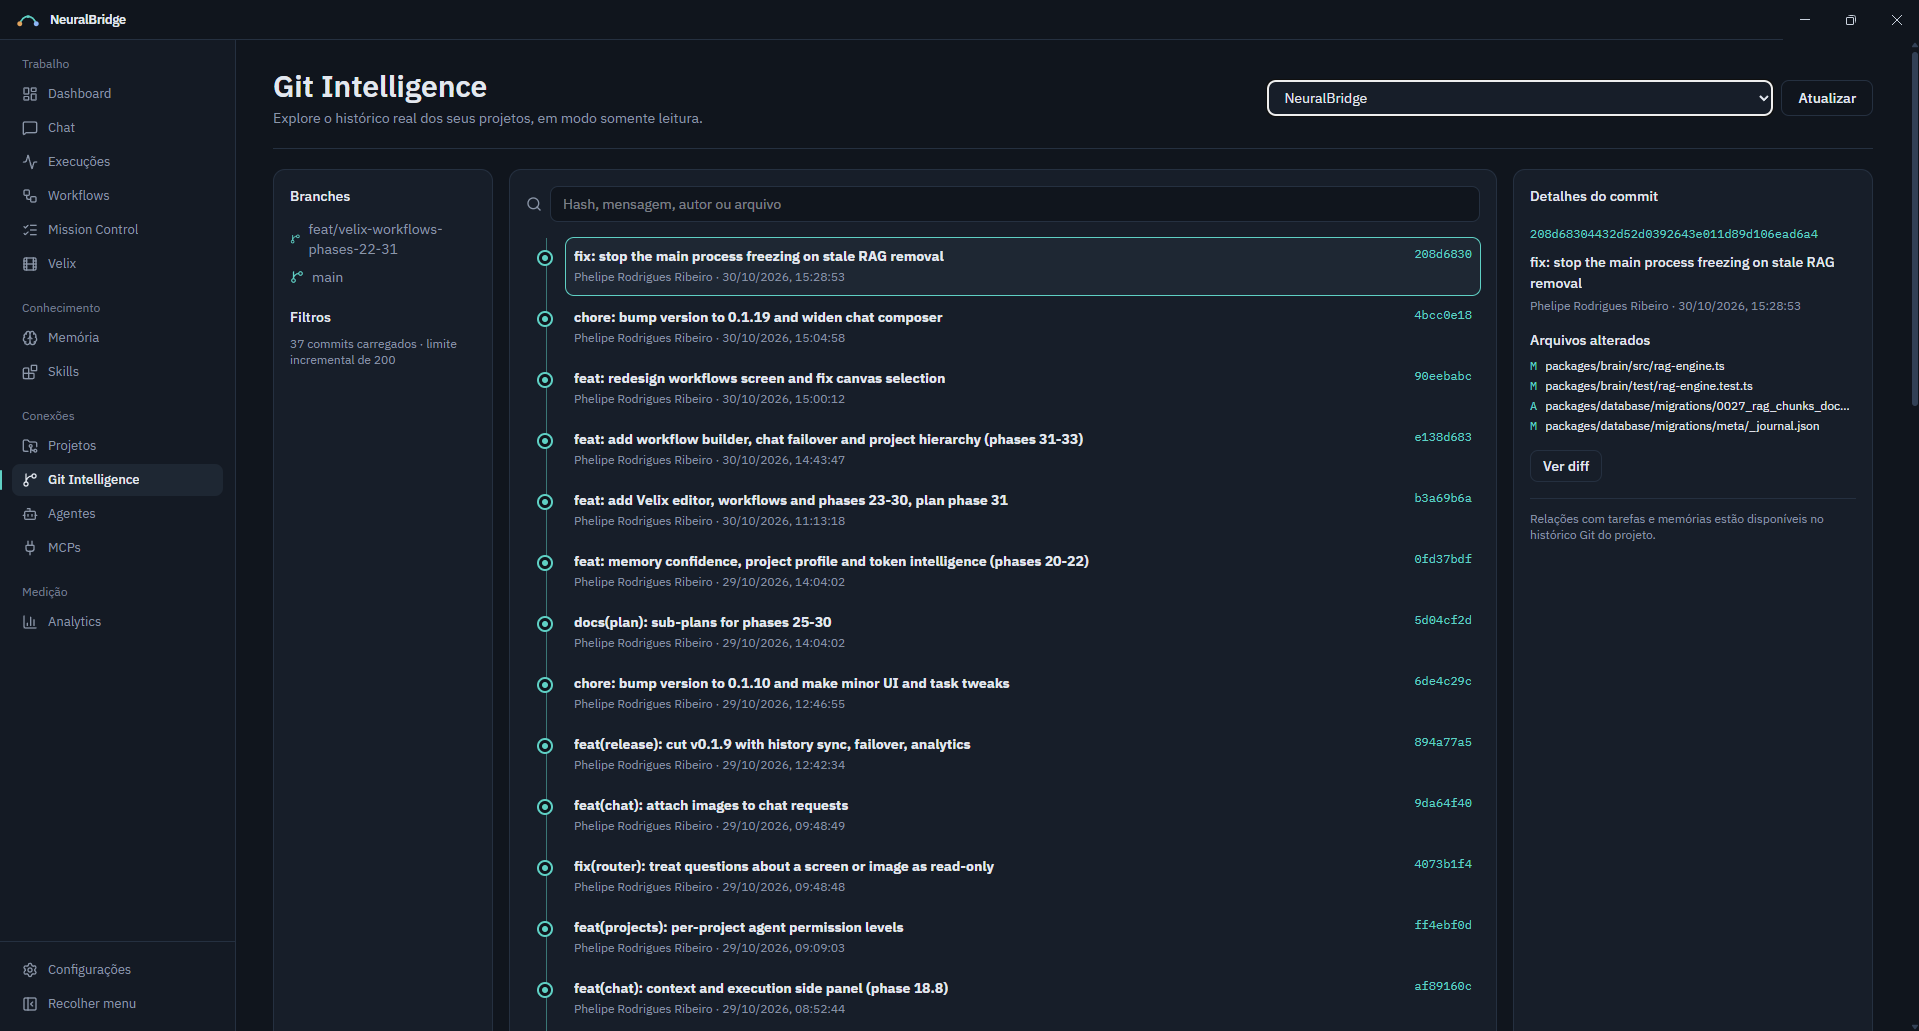 NeuralBridge
Trabalho
Dashboard
Chat
Execuções
Workflows
Mission Control
Velix
Conhecimento
Memória
Skills
Conexões
Projetos
Git Intelligence
Agentes
MCPs
Medição
Analytics
Configurações
Recolher menu
Git Intelligence
Explore o histórico real dos seus projetos, em modo somente leitura.
NeuralBridge
Atualizar
Branches
feat/velix-workflows-
phases-22-31
main
Filtros
37 commits carregados · limite
incremental de 200
Hash, mensagem, autor ou arquivo
fix: stop the main process freezing on stale RAG removal 208d6830
Phelipe Rodrigues Ribeiro · 30/10/2026, 15:28:53
chore: bump version to 0.1.19 and widen chat composer 4bcc0e18
Phelipe Rodrigues Ribeiro · 30/10/2026, 15:04:58
feat: redesign workflows screen and fix canvas selection 90eebabc
Phelipe Rodrigues Ribeiro · 30/10/2026, 15:00:12
feat: add workflow builder, chat failover and project hierarchy (phases 31-33) e138d683
Phelipe Rodrigues Ribeiro · 30/10/2026, 14:43:47
feat: add Velix editor, workflows and phases 23-30, plan phase 31 b3a69b6a
Phelipe Rodrigues Ribeiro · 30/10/2026, 11:13:18
feat: memory confidence, project profile and token intelligence (phases 20-22) 0fd37bdf
Phelipe Rodrigues Ribeiro · 29/10/2026, 14:04:02
docs(plan): sub-plans for phases 25-30 5d04cf2d
Phelipe Rodrigues Ribeiro · 29/10/2026, 14:04:02
chore: bump version to 0.1.10 and make minor UI and task tweaks 6de4c29c
Phelipe Rodrigues Ribeiro · 29/10/2026, 12:46:55
feat(release): cut v0.1.9 with history sync, failover, analytics 894a77a5
Phelipe Rodrigues Ribeiro · 29/10/2026, 12:42:34
feat(chat): attach images to chat requests 9da64f40
Phelipe Rodrigues Ribeiro · 29/10/2026, 09:48:49
fix(router): treat questions about a screen or image as read-only 4073b1f4
Phelipe Rodrigues Ribeiro · 29/10/2026, 09:48:48
feat(projects): per-project agent permission levels ff4ebf0d
Phelipe Rodrigues Ribeiro · 29/10/2026, 09:09:03
feat(chat): context and execution side panel (phase 18.8) af89160c
Phelipe Rodrigues Ribeiro · 29/10/2026, 08:52:44
Detalhes do commit
208d68304432d52d0392643e011d89d106ead6a4
fix: stop the main process freezing on stale RAG
removal
Phelipe Rodrigues Ribeiro · 30/10/2026, 15:28:53
Arquivos alterados
M packages/brain/src/rag-engine.ts
M packages/brain/test/rag-engine.test.ts
A packages/database/migrations/0027_rag_chunks_doc...
M packages/database/migrations/meta/_journal.json
Ver diff
Relações com tarefas e memórias estão disponíveis no
histórico Git do projeto.